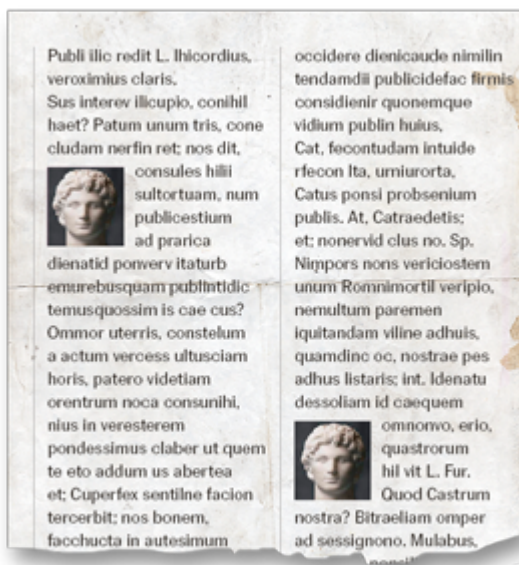 Publi ilic redit L. Ihicordius,
veroximius claris,
Sus interev ilicupio, conihil
haet? Patum unum tris, cone
cludam nerfin ret; nos dit,
consules hilii
sultortuam, num
publicestium
ad prarica
dienatid ponverv itaturb
emurebusquam publintidic
temusquossim is cae cus?
Ommor uterris, constelum
a actum vercess ultusciam
horis, patero videtiam
orentrum noca consunihi,
nius in veresterem
pondessimus claber ut quem
te eto addum us abertea
et; Cuperfex sentilne facion
tercerbit; nos bonem,
facchucta in autesimum
occidere dienicaude nimilin
tendamdii publicidefac firmis
considienir quonemque
vidium publin huius,
Cat, fecontudam intuide
rfecon Ita, urniurorta,
Catus ponsi probsenium
publis. At, Catraedetis;
et; nonervid clus no. Sp.
Nimpors nons vericiostem
unum Romnimortil veripio,
nemultum paremen
iquitandam viline adhuis,
quamdinc oc, nostrae pes
adhus listaris; int. Idenatu
dessoliam id caequem
omnonvo, erio,
quastrorum
hil vit L. Fur.
Quod Castrum
nostra? Bitraeliam omper
ad sessignono. Mulabus,